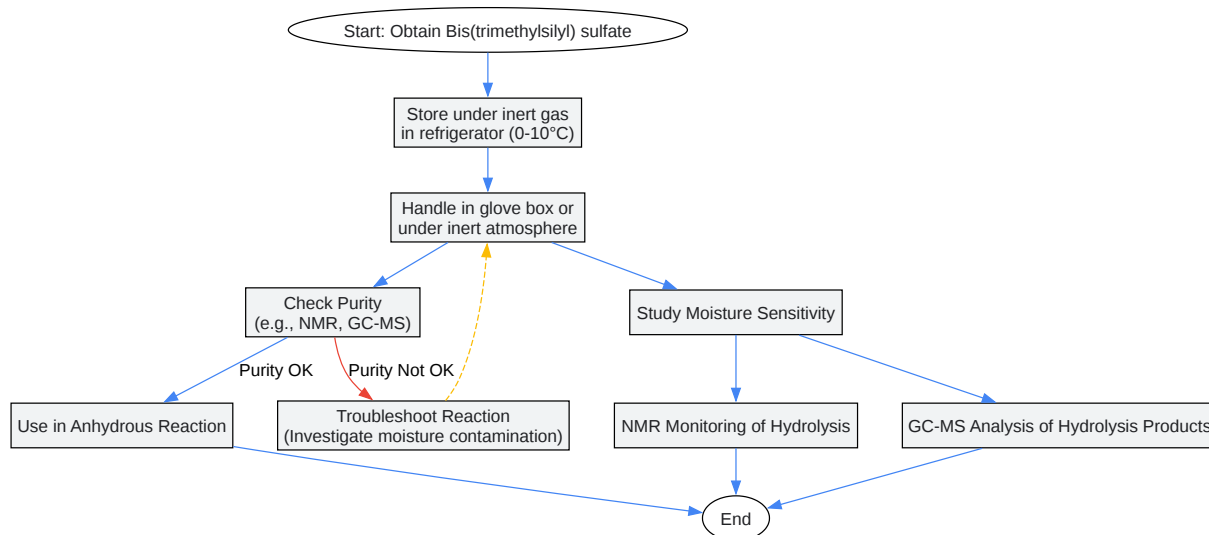 Start: Obtain Bis(trimethylsilyl) sulfate
Store under inert gas
in refrigerator (0-10°C)
Handle in glove box or
under inert atmosphere
Check Purity
(e.g., NMR, GC-MS)
Study Moisture Sensitivity
Purity OK
Purity Not OK
Use in Anhydrous Reaction
Troubleshoot Reaction
(Investigate moisture contamination)
NMR Monitoring of Hydrolysis
GC-MS Analysis of Hydrolysis Products
End